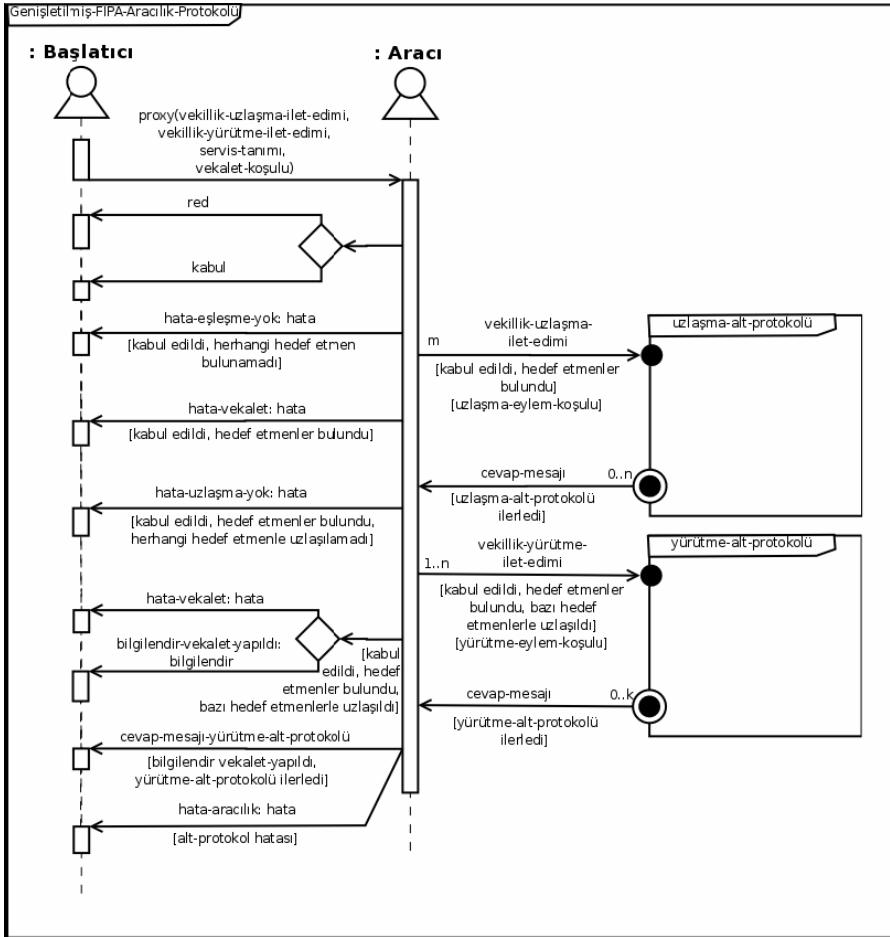 Genişletilmiş-FIPA-Aracılık-Protokolü
: Başlatıcı
: Aracı
proxy(vekillik-uzlaşma-ilet-edimi,
vekillik-yürütme-ilet-edimi,
servis-tanımı,
vekalet-koşulu)
red
kabul
hata-eşleşme-yok: hata
[kabul edildi, herhangi hedef etmen
bulunamadı]
m
vekillik-uzlaşma-
ilet-edimi
[kabul edildi, hedef etmenler
bulundu]
[uzlaşma-eylem-koşulu]
uzlaşma-alt-protokolü
hata-vekalet: hata
[kabul edildi, hedef etmenler bulundu]
cevap-mesajı
0..n
[uzlaşma-alt-protokolü
ilerledi]
hata-uzlaşma-yok: hata
[kabul edildi, hedef etmenler bulundu,
herhangi hedef etmenle uzlaşılamadı]
1..n
vekillik-yürütme-
ilet-edimi
[kabul edildi, hedef etmenler
bulundu, bazı hedef
etmenlerle uzlaşıldı]
[yürütme-eylem-koşulu]
yürütme-alt-protokolü
hata-vekalet: hata
bilgilendir-vekalet-yapıldı:
bilgilendir
[kabul
edildi, hedef
etmenler bulundu,
bazı hedef etmenlerle uzlaşıldı]
cevap-mesajı
0..k
[yürütme-alt-protokolü
ilerledi]
cevap-mesajı-yürütme-alt-protokolü
[bilgilendir vekalet-yapıldı,
yürütme-alt-protokolü ilerledi]
hata-aracılık: hata
[alt-protokol hatası]